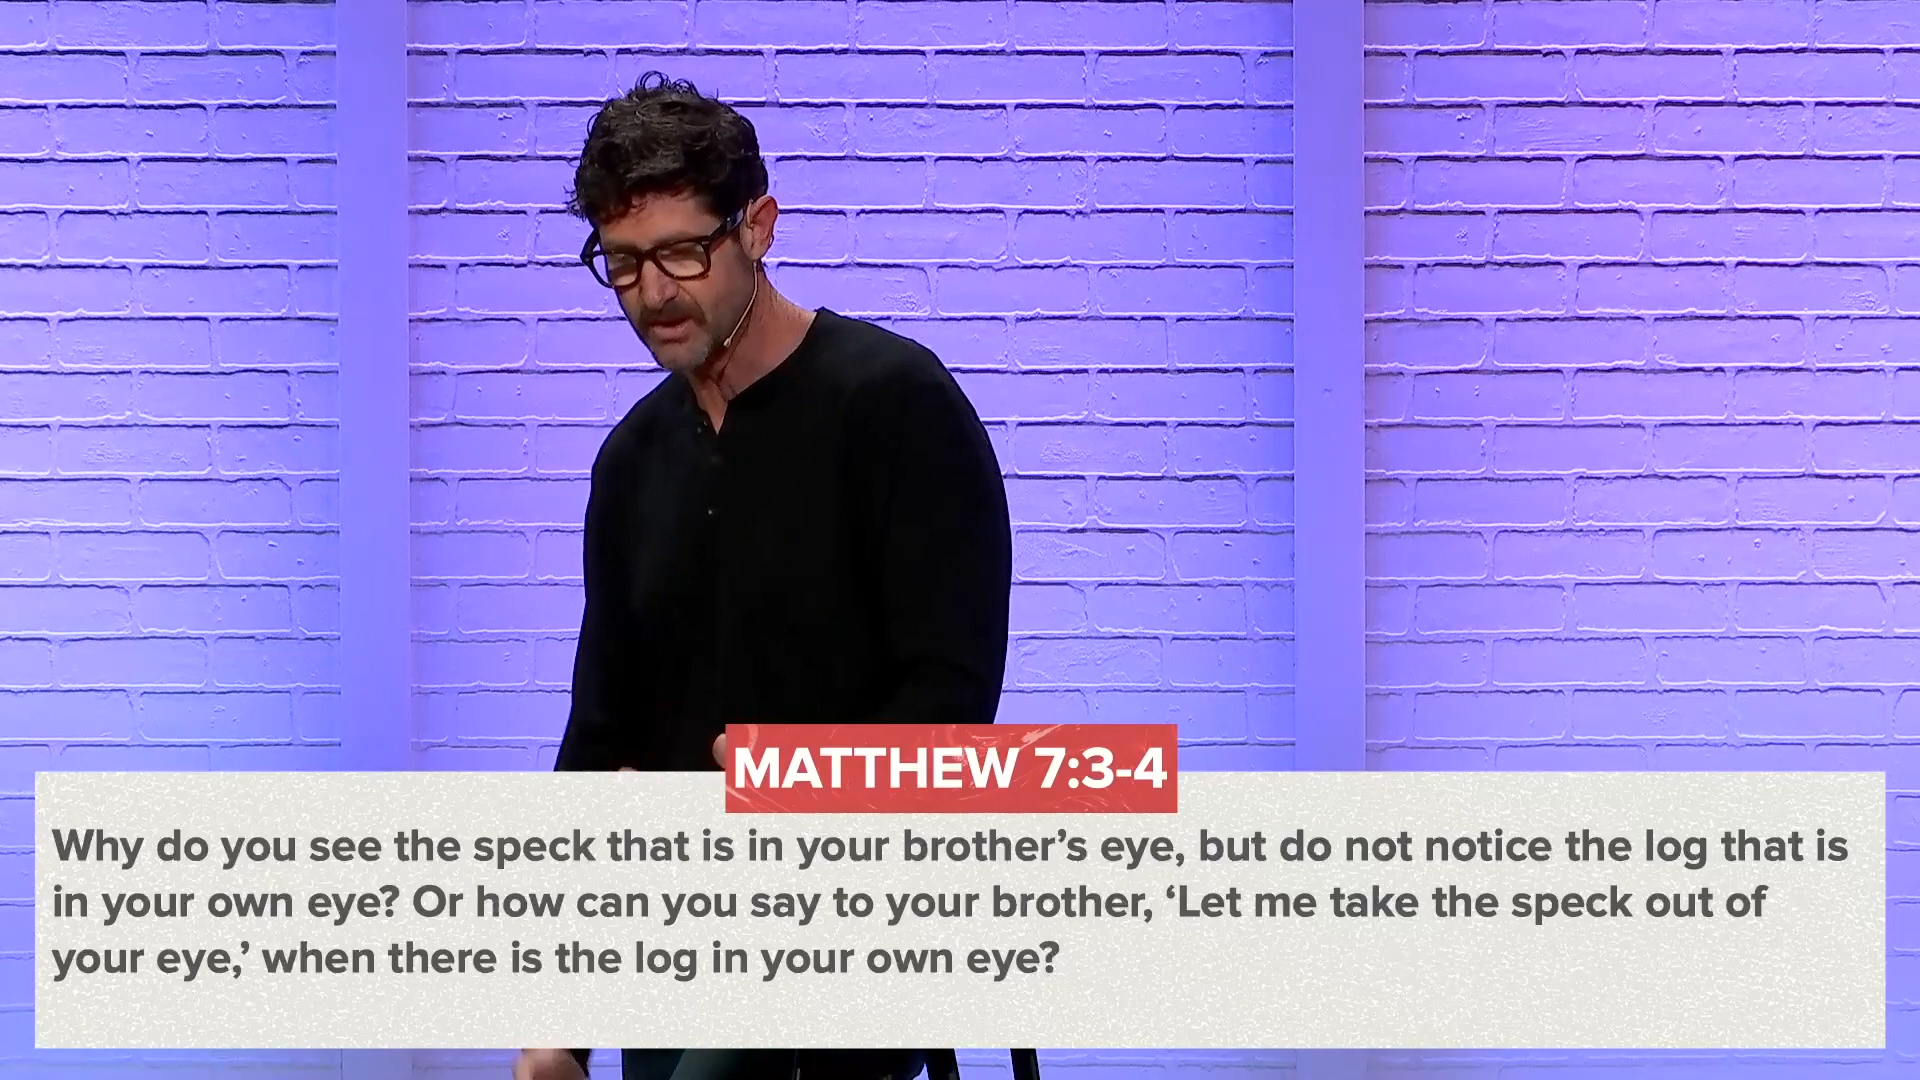 MATTHEW 7:3-4
Why do you see the speck that is in your brother’s eye, but do not notice the log that is
in your own eye? Or how can you say to your brother, ‘Let me take the speck out of
your eye,’ when there is the log in your own eye?